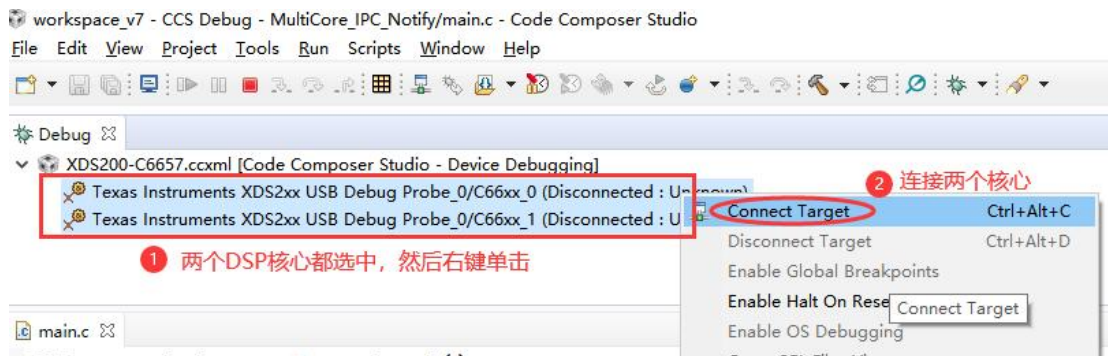 workspace_v7 - CCS Debug - MultiCore_IPC_Notify/main.c - Code Composer Studio
File Edit View Project Tools Run Scripts Window Help
Debug
XDS200-C6657.ccxml [Code Composer Studio - Device Debugging]
Texas Instruments XDS2xx USB Debug Probe_0/C66xx_0 (Disconnected : Unknown)
2 连接两个核心
Texas Instruments XDS2xx USB Debug Probe_0/C66xx_1 (Disconnected : U
Connect Target Ctrl+Alt+C
Disconnect Target Ctrl+Alt+D
1 两个DSP核心都选中，然后右键单击
Enable Global Breakpoints
Enable Halt On Rese
Connect Target
main.c
Enable OS Debugging